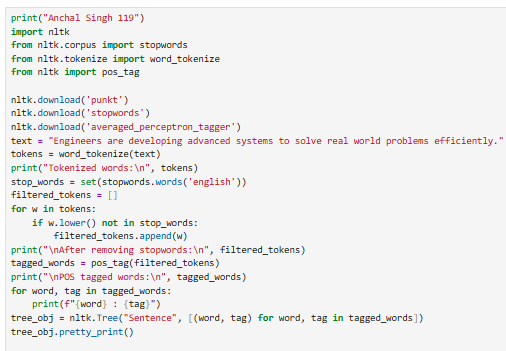 print("Anchal Singh 119")
import nltk
from nltk.corpus import stopwords
from nltk.tokenize import word_tokenize
from nltk import pos_tag

nltk.download('punkt')
nltk.download('stopwords')
nltk.download('averaged_perceptron_tagger')
text = "Engineers are developing advanced systems to solve real world problems efficiently."
tokens = word_tokenize(text)
print("Tokenized words:\n", tokens)
stop_words = set(stopwords.words('english'))
filtered_tokens = []
for w in tokens:
    if w.lower() not in stop_words:
        filtered_tokens.append(w)
print("\nAfter removing stopwords:\n", filtered_tokens)
tagged_words = pos_tag(filtered_tokens)
print("\nPOS tagged words:\n", tagged_words)
for word, tag in tagged_words:
    print(f"{word} : {tag}")
tree_obj = nltk.Tree("Sentence", [(word, tag) for word, tag in tagged_words])
tree_obj.pretty_print()